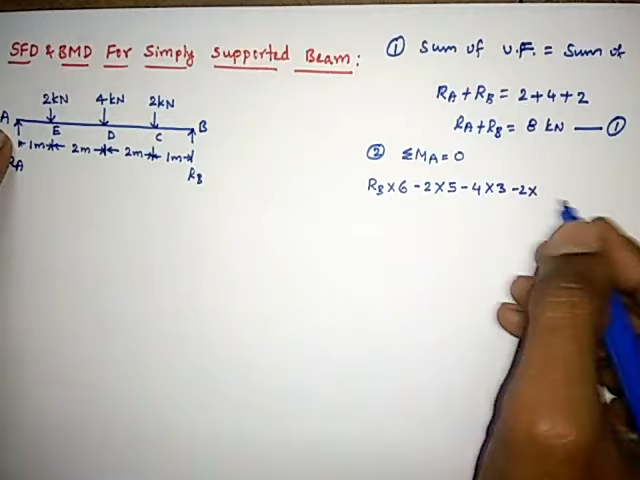 SFD & BMD For Simply Supported Beam:
2kN 4kN 2kN
A E D C B
1m 2m 2m 1m
RA RB
① Sum of U.F. = Sum of
RA + RB = 2+4+2
RA + RB = 8 kN — ①
② ΣMA = 0
RB × 6 - 2 × 5 - 4 × 3 - 2 ×